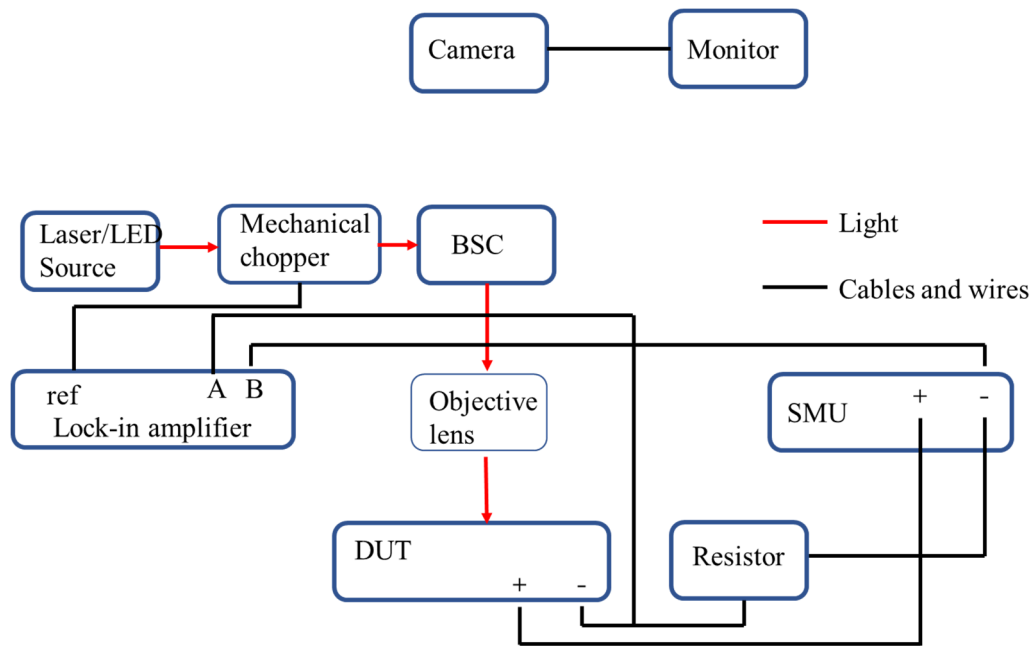 Camera
Monitor
Laser/LED
Source
Mechanical
chopper
BSC
Light
Cables and wires
ref
A
B
Lock-in amplifier
Objective
lens
SMU
+
-
DUT
+
-
Resistor